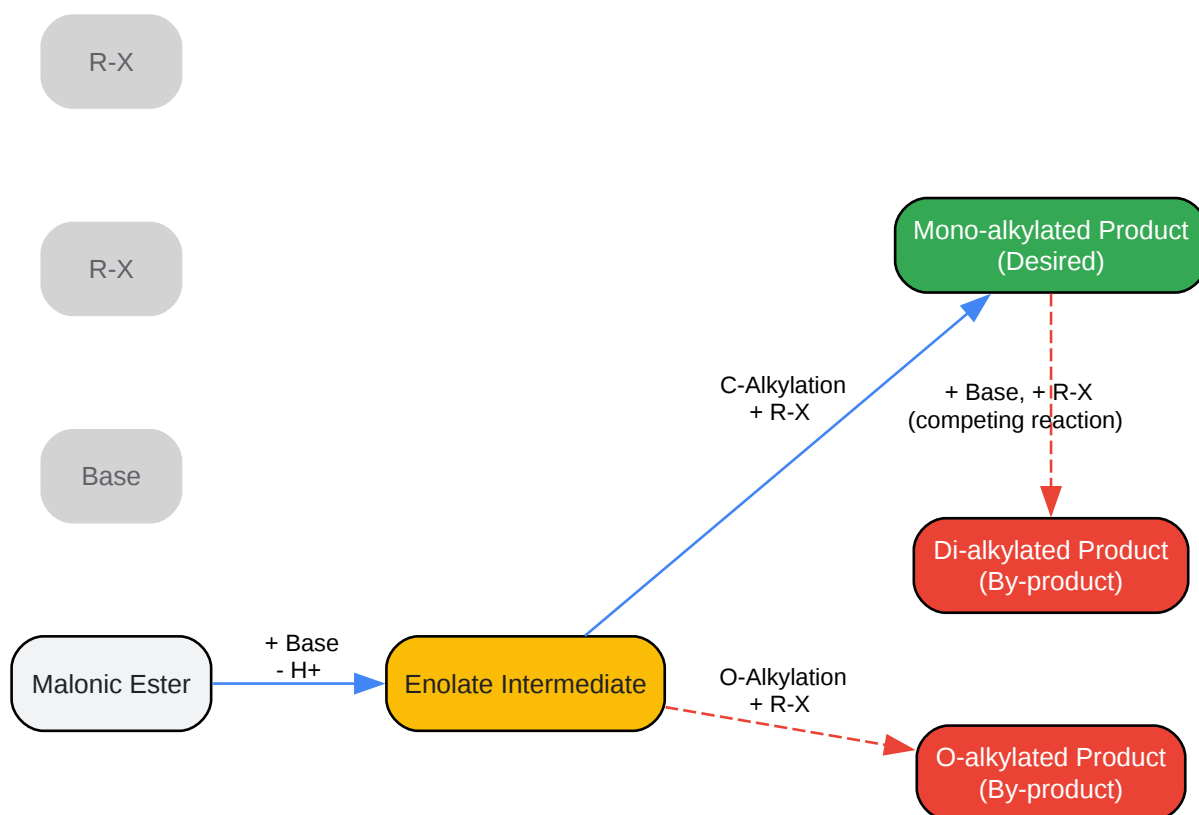 R-X
R-X
Base
Malonic Ester
+ Base
- H+
Enolate Intermediate
C-Alkylation
+ R-X
O-Alkylation
+ R-X
Mono-alkylated Product
(Desired)
+ Base, + R-X
(competing reaction)
Di-alkylated Product
(By-product)
O-alkylated Product
(By-product)